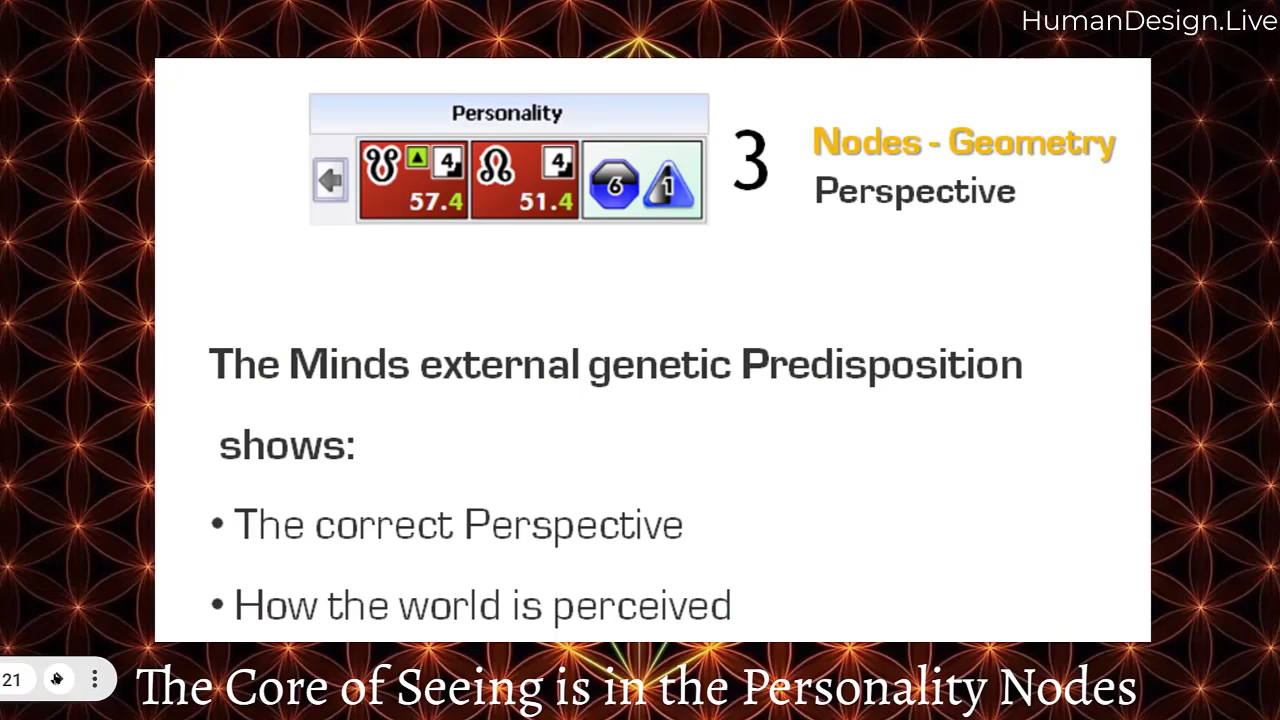 HumanDesign.Live
Personality
4 4
57.4 51.4 6 1
3
Nodes - Geometry
Perspective
The Minds external genetic Predisposition
shows:
• The correct Perspective
• How the world is perceived
21
The Core of Seeing is in the Personality Nodes